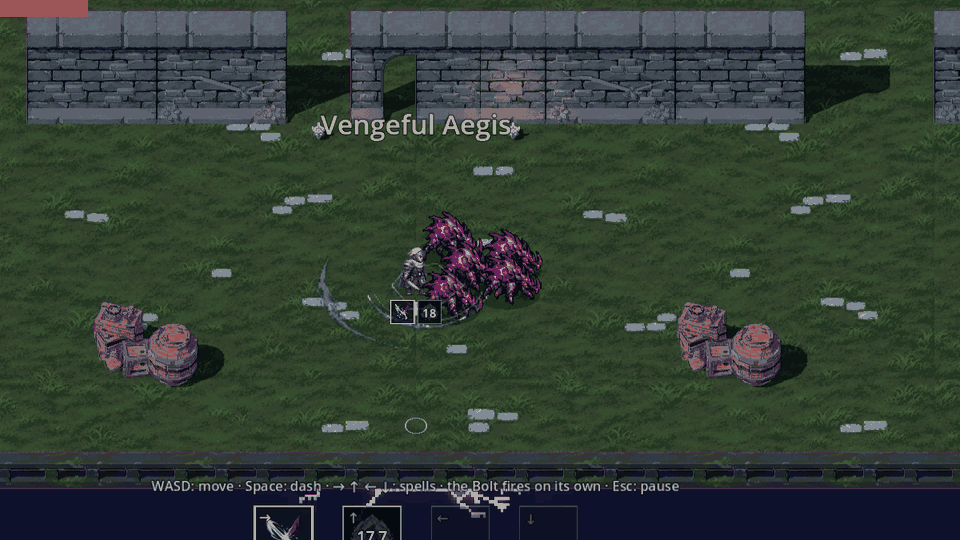 Vengeful Aegis
18
WASD: move · Space: dash · → ↑ ← ↓: spells · the Bolt fires on its own · Esc: pause
→ ↑ ← ↓
17.7